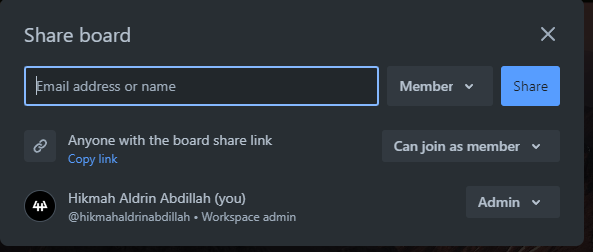 Share board
Email address or name
Member
Share
Anyone with the board share link
Can join as member
Copy link
Hikmah Aldrin Abdillah (you)
Admin
@hikmahaldrinabdillah • Workspace admin